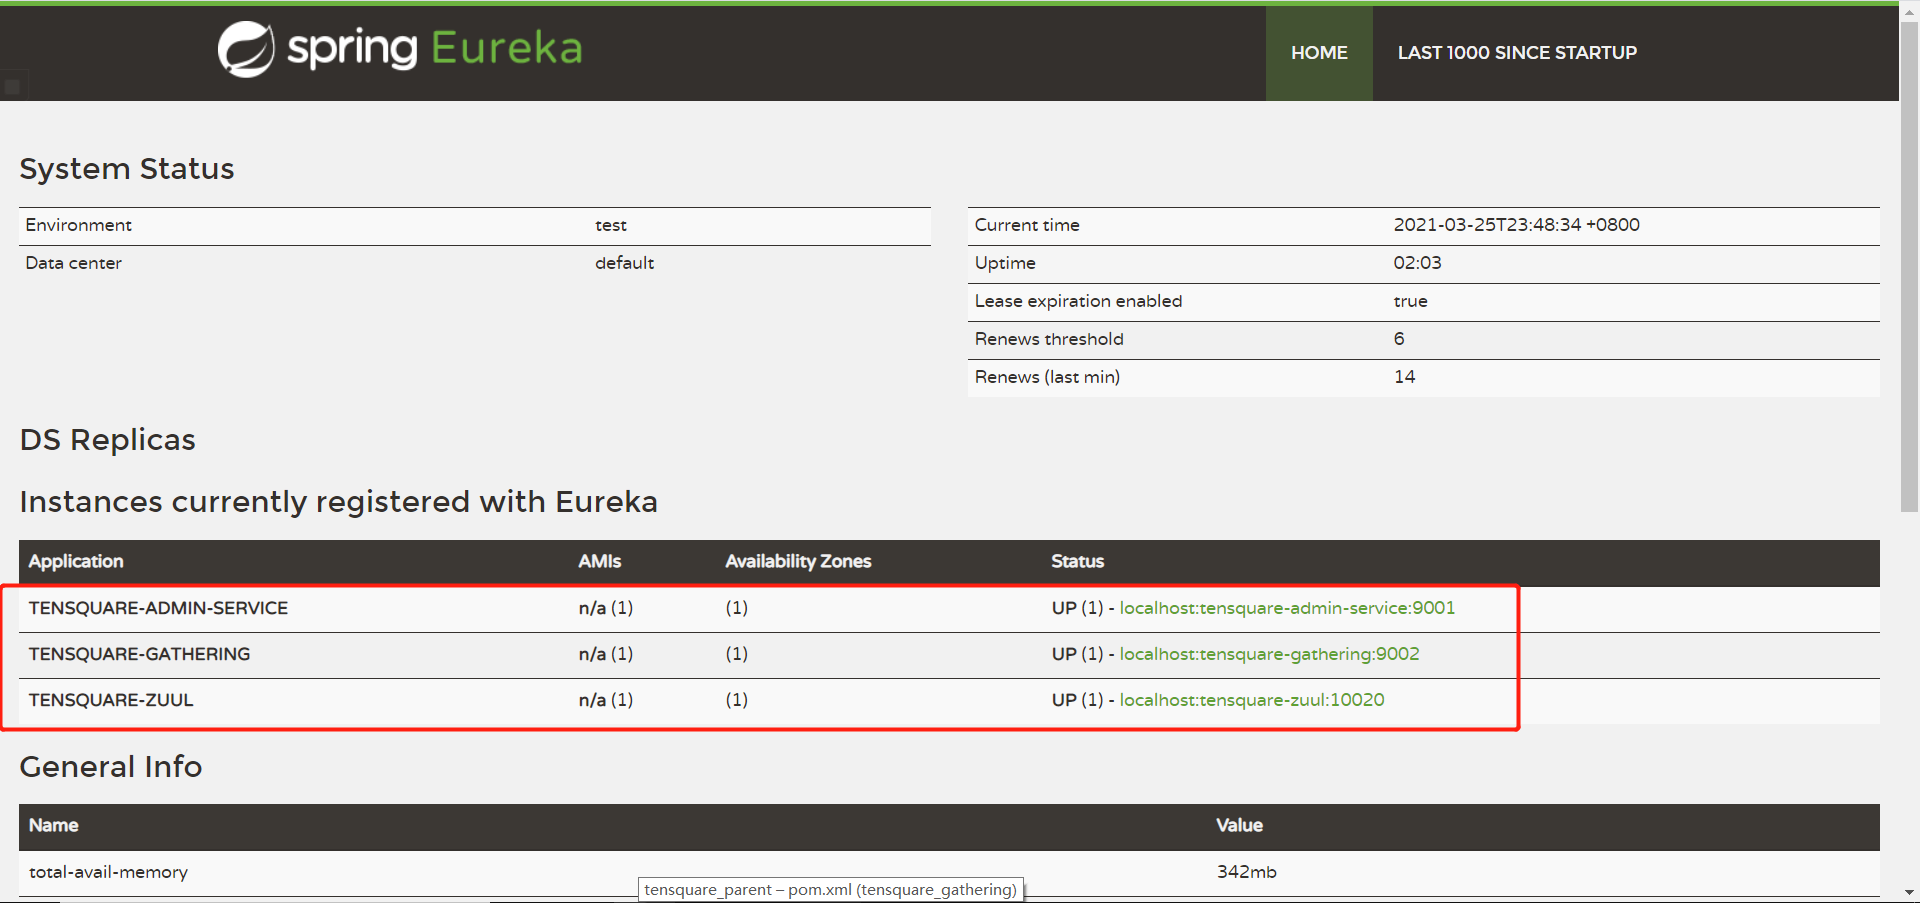 spring Eureka
HOME LAST 1000 SINCE STARTUP
System Status
Environment test
Data center default
Current time 2021-03-25T23:48:34 +0800
Uptime 02:03
Lease expiration enabled true
Renews threshold 6
Renews (last min) 14
DS Replicas
Instances currently registered with Eureka
Application AMIs Availability Zones Status
TENSQUARE-ADMIN-SERVICE n/a (1) (1) UP (1) - localhost:tensquare-admin-service:9001
TENSQUARE-GATHERING n/a (1) (1) UP (1) - localhost:tensquare-gathering:9002
TENSQUARE-ZUUL n/a (1) (1) UP (1) - localhost:tensquare-zuul:10020
General Info
Name Value
total-avail-memory 342mb
tensquare_parent – pom.xml (tensquare_gathering)